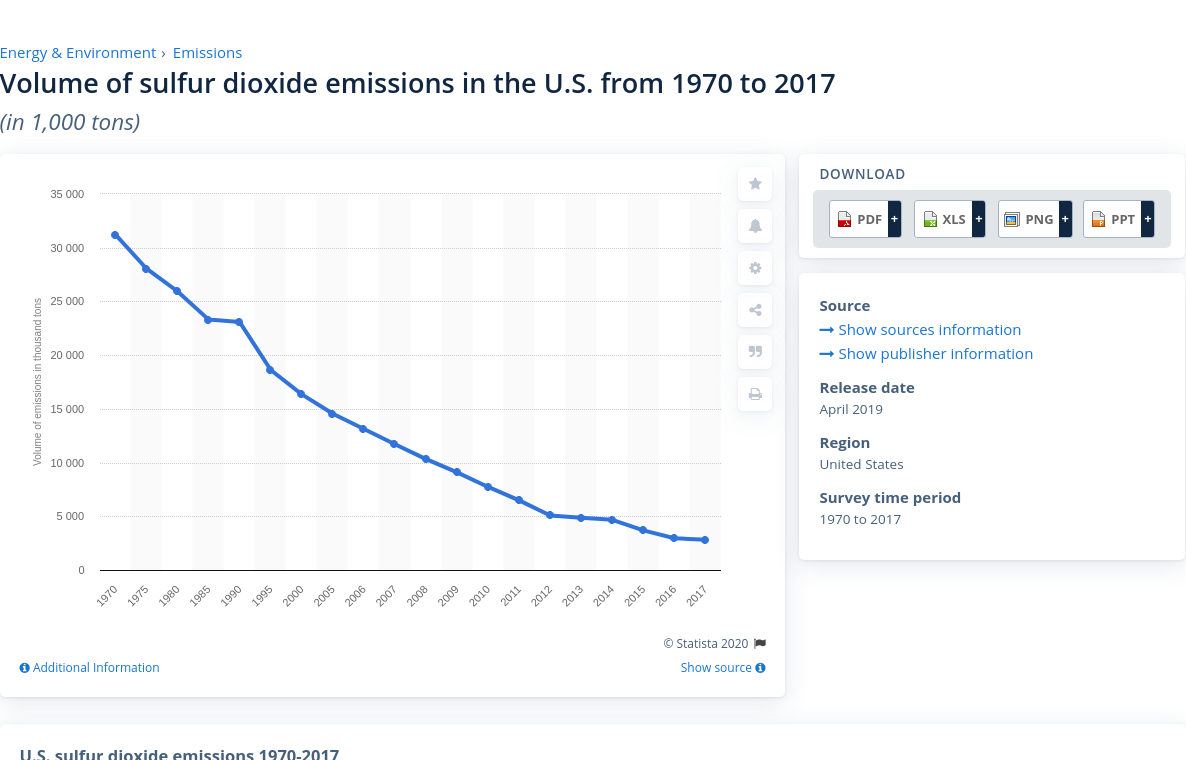 Energy & Environment › Emissions
Volume of sulfur dioxide emissions in the U.S. from 1970 to 2017
(in 1,000 tons)
35 000
30 000
25 000
20 000
15 000
10 000
5 000
0
Volume of emissions in thousand tons
1970 1975 1980 1985 1990 1995 2000 2005 2006 2007 2008 2009 2010 2011 2012 2013 2014 2015 2016 2017
© Statista 2020
Additional Information
Show source
DOWNLOAD
PDF + XLS + PNG + PPT +
Source
Show sources information
Show publisher information
Release date
April 2019
Region
United States
Survey time period
1970 to 2017
U.S. sulfur dioxide emissions 1970-2017